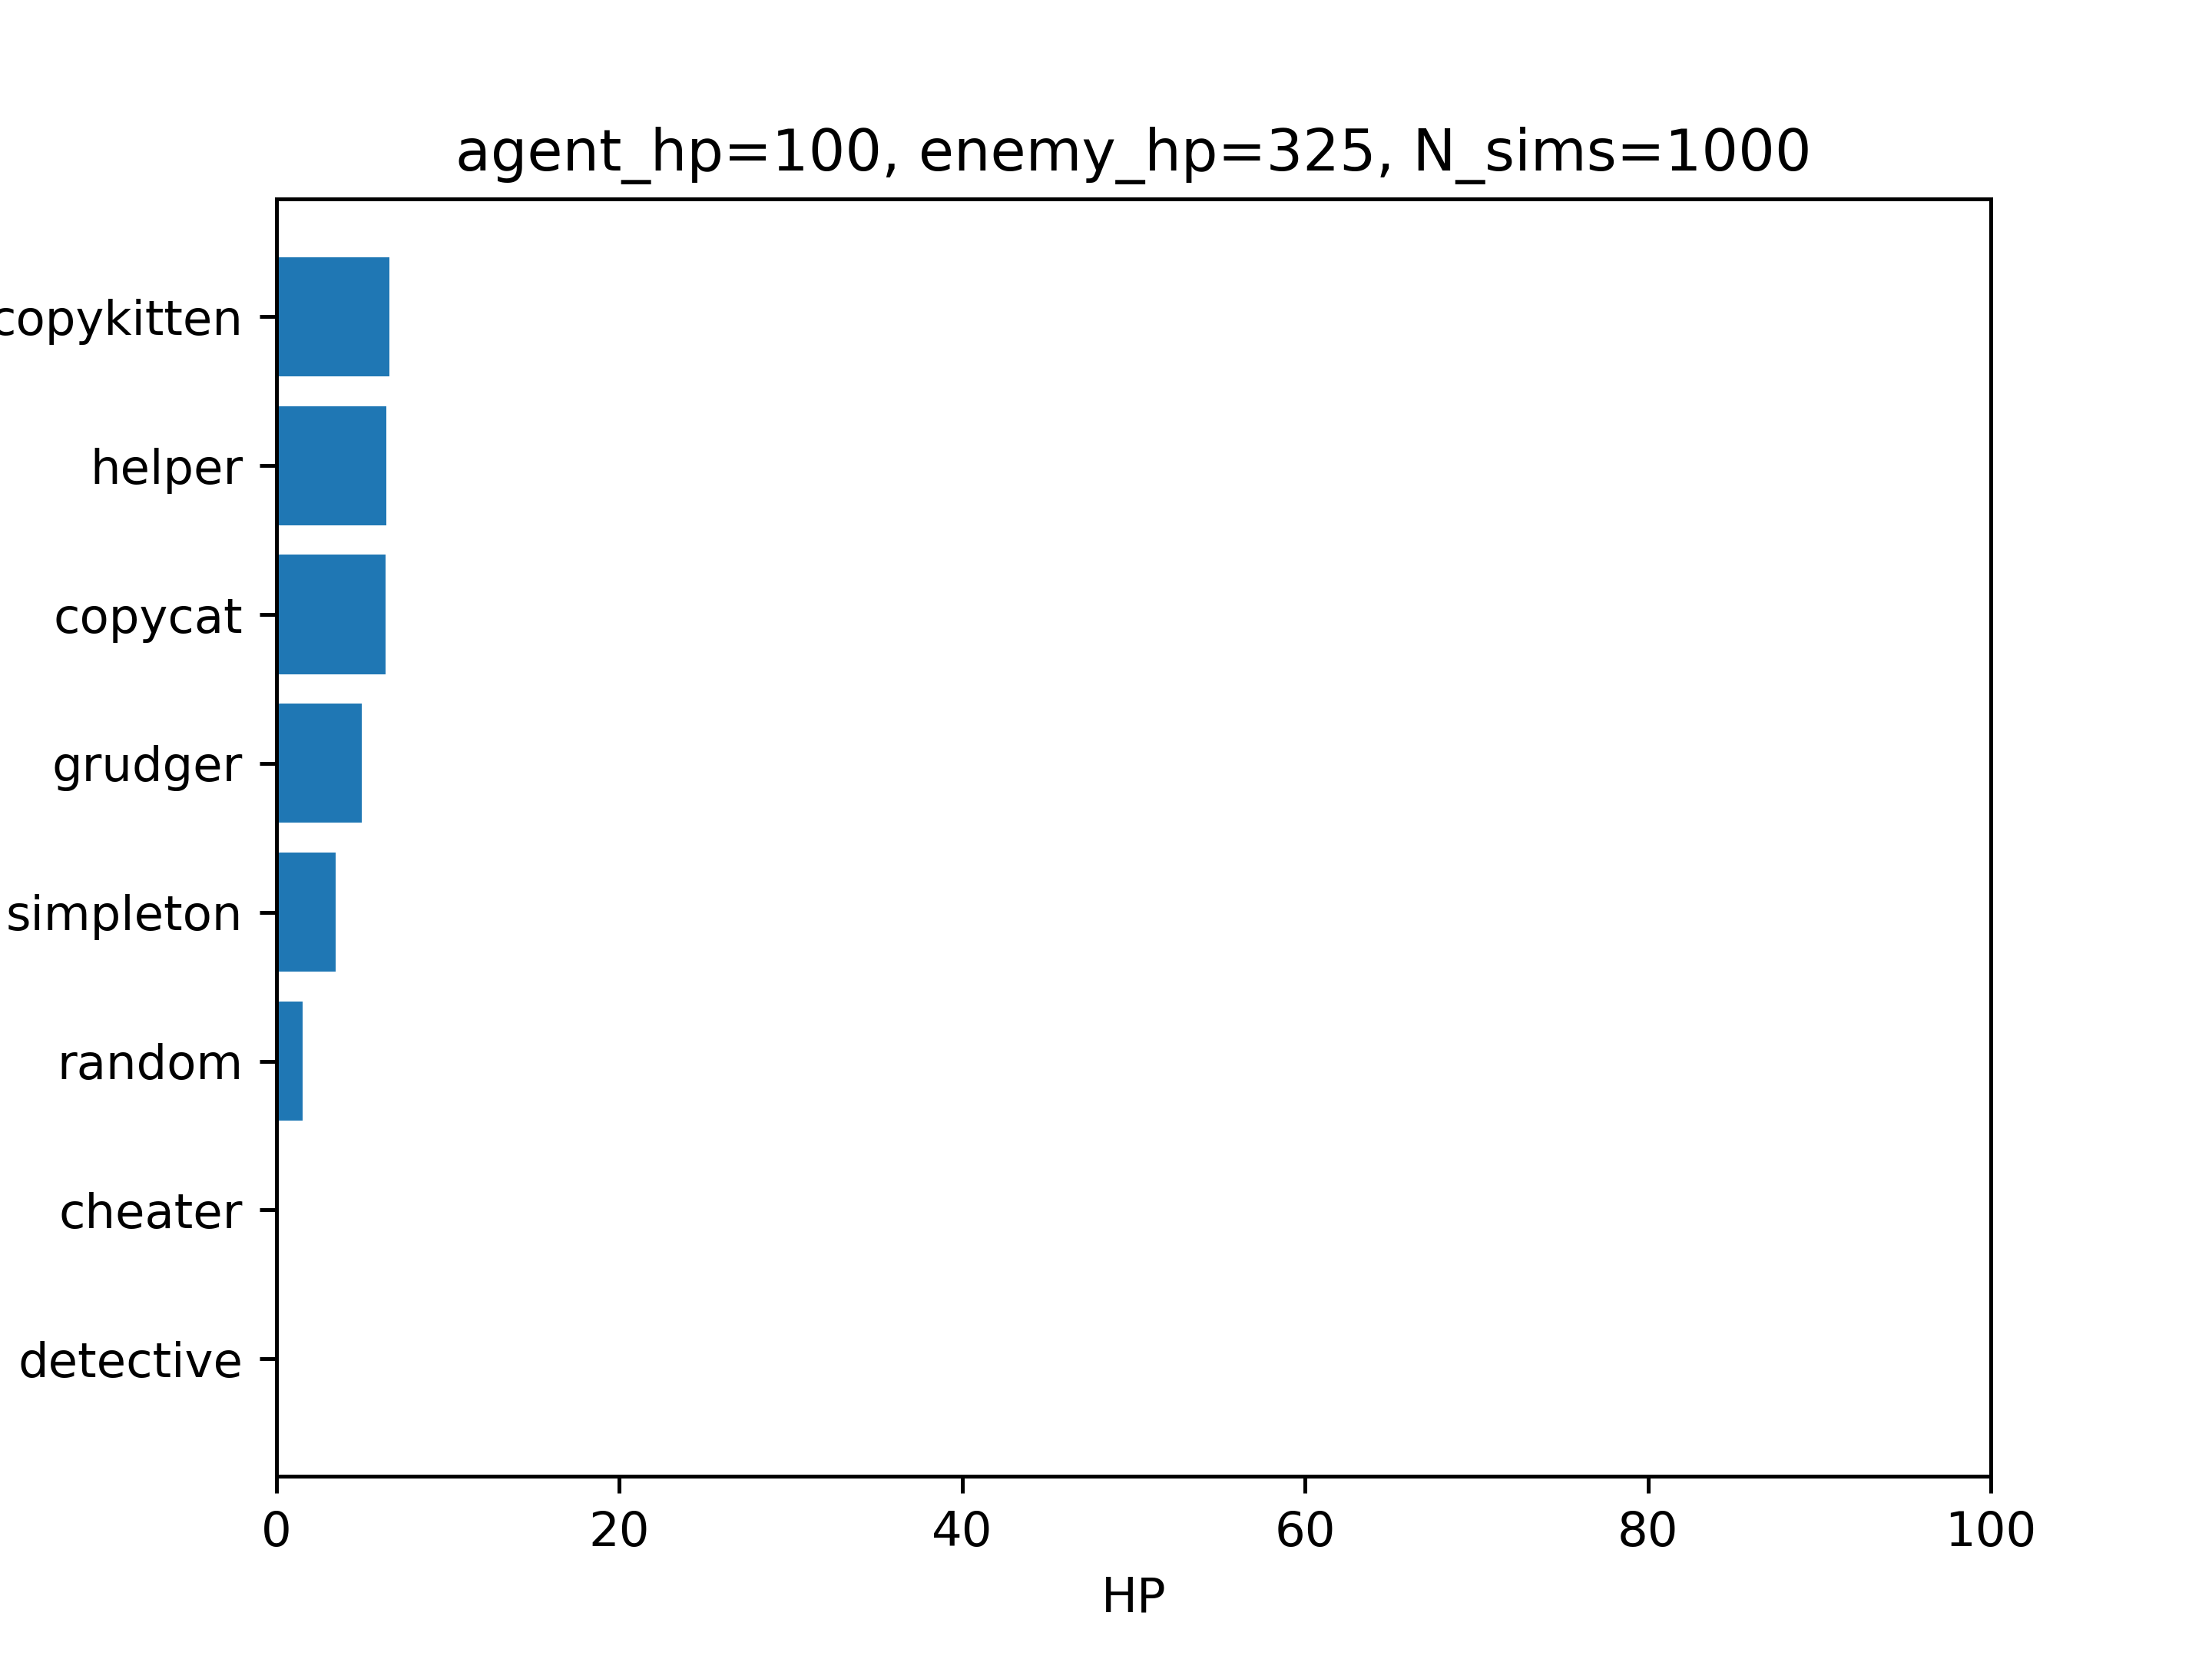 agent_hp=100, enemy_hp=325, N_sims=1000
copykitten
helper
copycat
grudger
simpleton
random
cheater
detective
0 20 40 60 80 100
HP